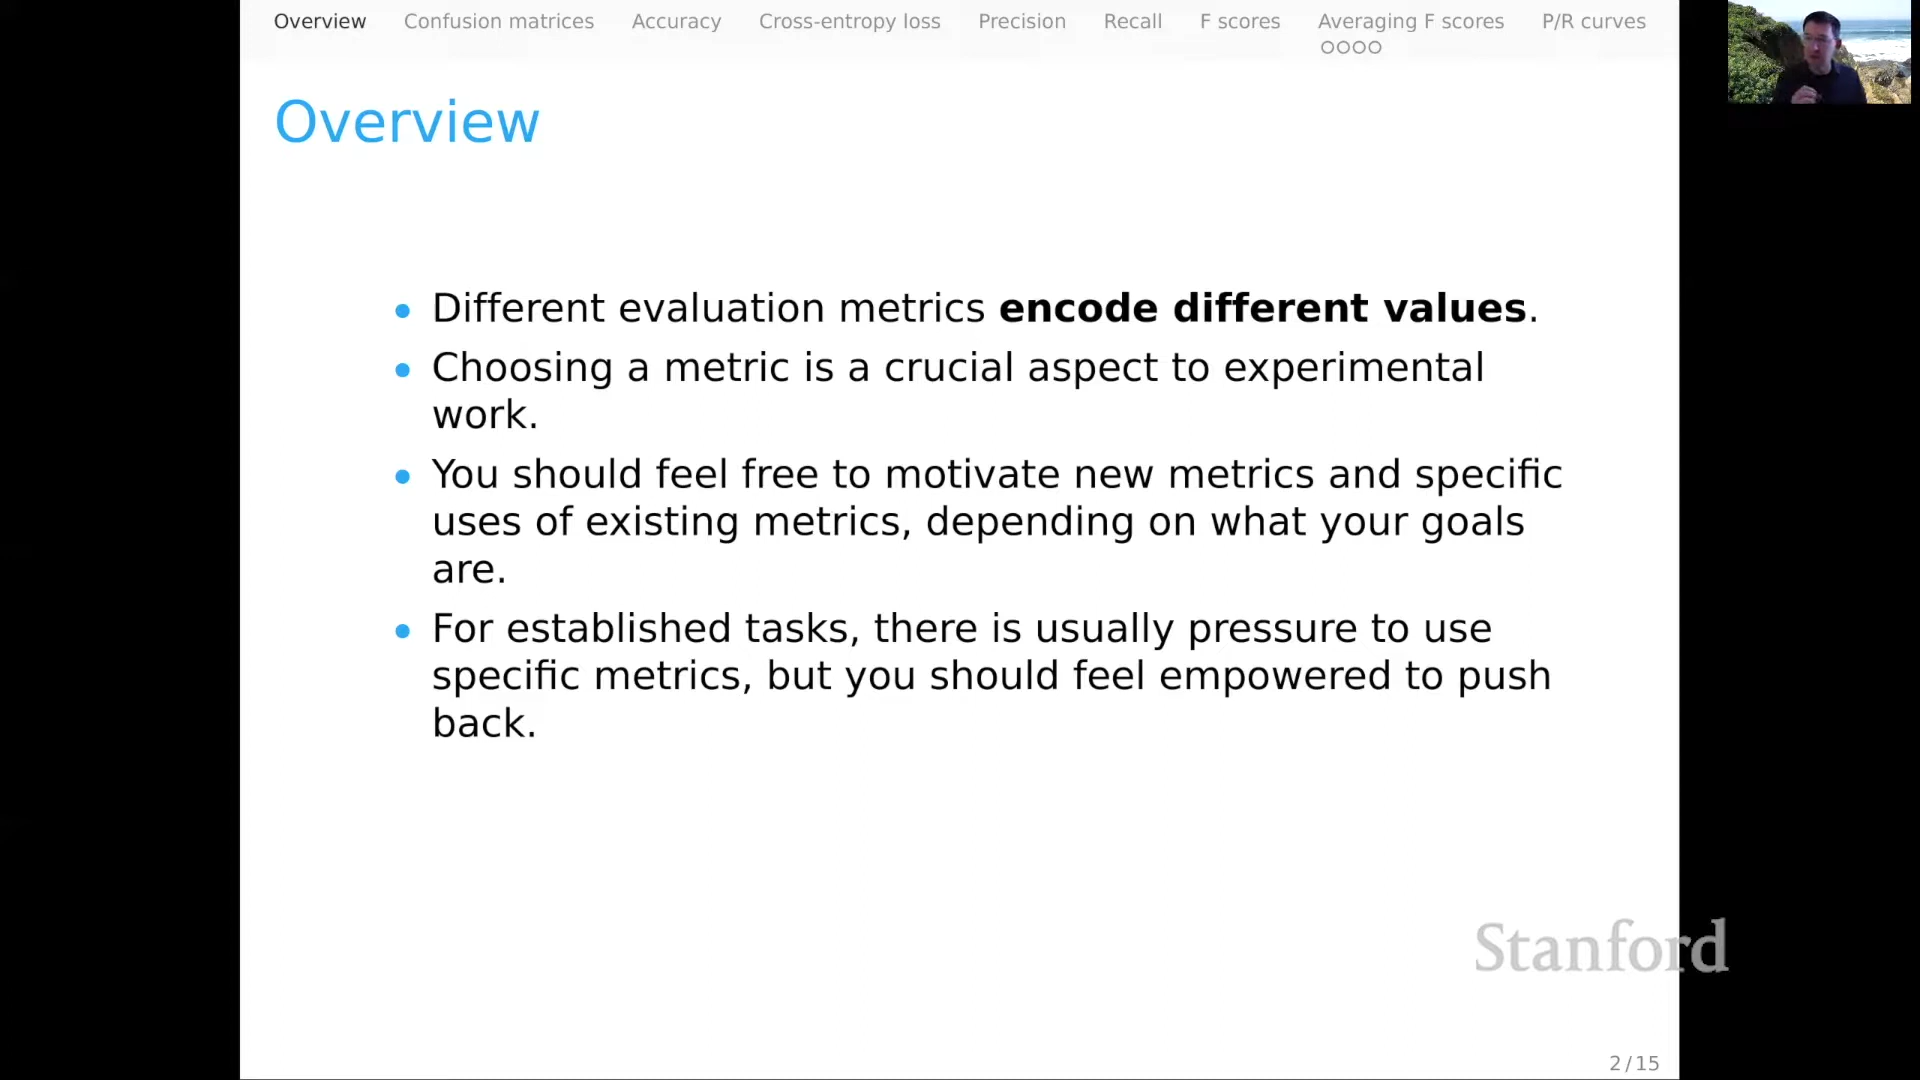 Overview Confusion matrices Accuracy Cross-entropy loss Precision Recall F scores Averaging F scores P/R curves
Overview
• Different evaluation metrics encode different values.
• Choosing a metric is a crucial aspect to experimental
work.
• You should feel free to motivate new metrics and specific
uses of existing metrics, depending on what your goals
are.
• For established tasks, there is usually pressure to use
specific metrics, but you should feel empowered to push
back.
Stanford
2/15